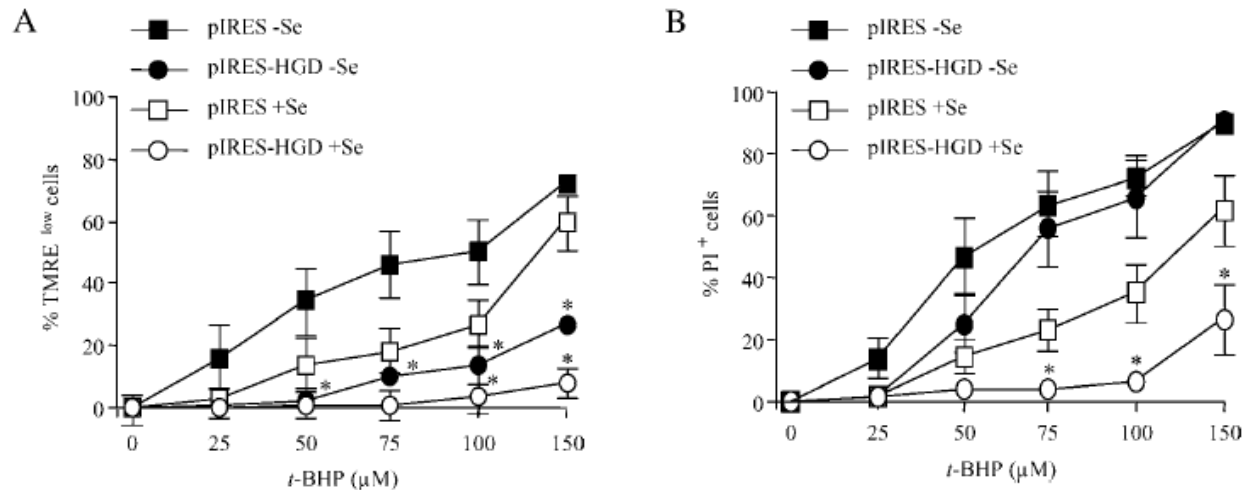 A
pIRES -Se
pIRES-HGD -Se
pIRES +Se
pIRES-HGD +Se
% TMRE low cells
100
80
60
40
20
0
* * * * * *
0 25 50 75 100 150
t-BHP (µM)
B
pIRES -Se
pIRES-HGD -Se
pIRES +Se
pIRES-HGD +Se
% PI + cells
100
80
60
40
20
0
* * *
0 25 50 75 100 150
t-BHP (µM)